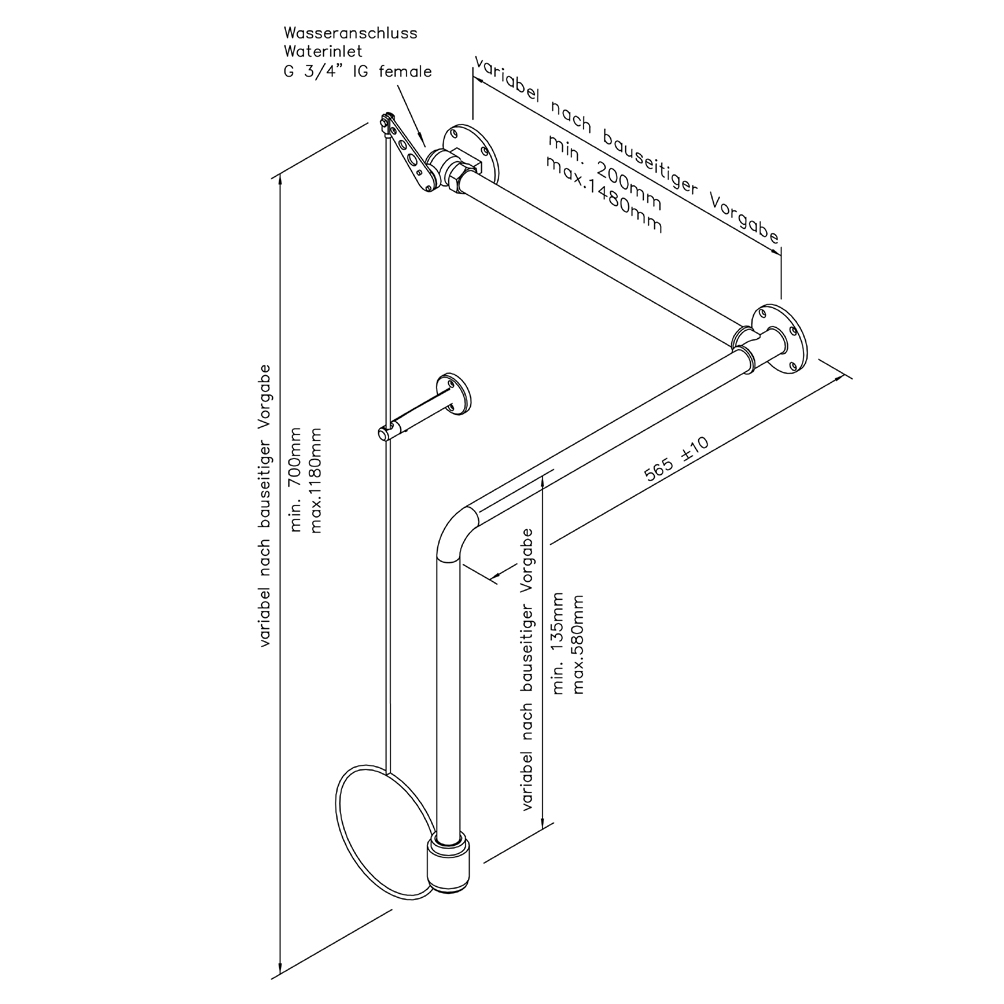 Wasseranschluss
Waterinlet
G 3/4" IG female
variabel nach bauseitiger Vorgabe
min. 200mm
max.1480mm
565 ±10
variabel nach bauseitiger Vorgabe
min. 700mm
max.1180mm
variabel nach bauseitiger Vorgabe
min. 135mm
max.580mm